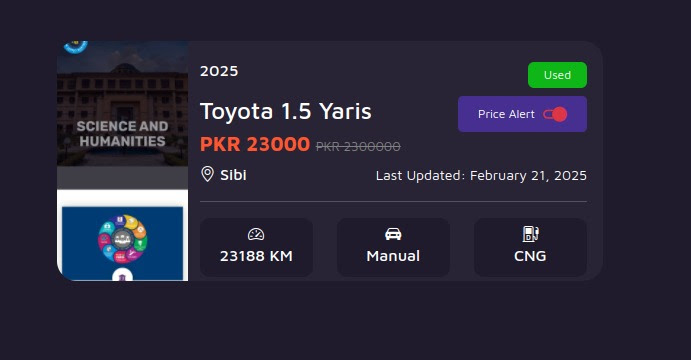 SCIENCE AND
HUMANITIES
2025
Used
Toyota 1.5 Yaris
Price Alert
PKR 23000 PKR 2300000
Sibi
Last Updated: February 21, 2025
23188 KM
Manual
CNG